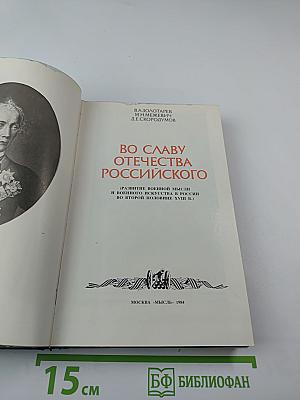 В.А.ЗОЛОТАРЕВ
М.Н.МЕЖЕВИЧ
Д.Е.СКОРОДУМОВ
ВО СЛАВУ
ОТЕЧЕСТВА
РОССИЙСКОГО
(РАЗВИТИЕ ВОЕННОЙ МЫСЛИ
И ВОЕННОГО ИСКУССТВА В РОССИИ
ВО ВТОРОЙ ПОЛОВИНЕ XVIII В.)
МОСКВА «МЫСЛЬ» 1984
15 см
БФ БИБЛИОФАН